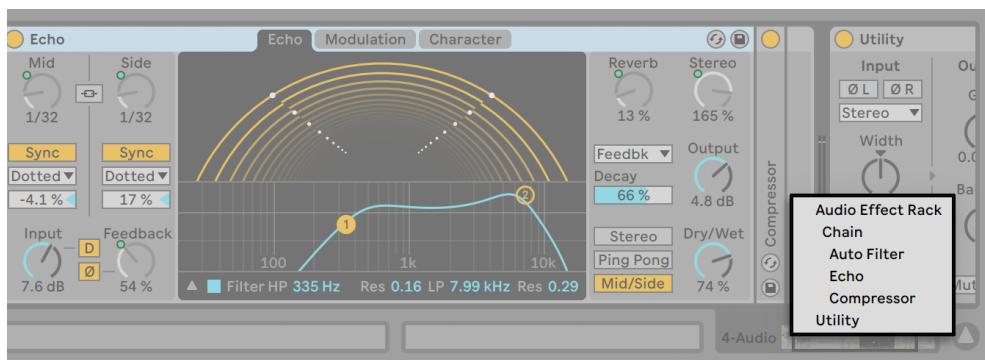 Echo
Echo Modulation Character
Utility
Mid Side
1/32 1/32
Sync Sync
Dotted Dotted
-4.1 % 17 %
Input Feedback
D
Ø
7.6 dB 54 %
1
2
100 1k 10k
Filter HP 335 Hz Res 0.16 LP 7.99 kHz Res 0.29
Reverb Stereo
13 % 165 %
Feedbk
Output
Decay
66 %
4.8 dB
Stereo
Dry/Wet
Ping Pong
Mid/Side
74 %
Compressor
Input
Ø L Ø R
Stereo
Width
Audio Effect Rack
Chain
Auto Filter
Echo
Compressor
Utility
4-Audio